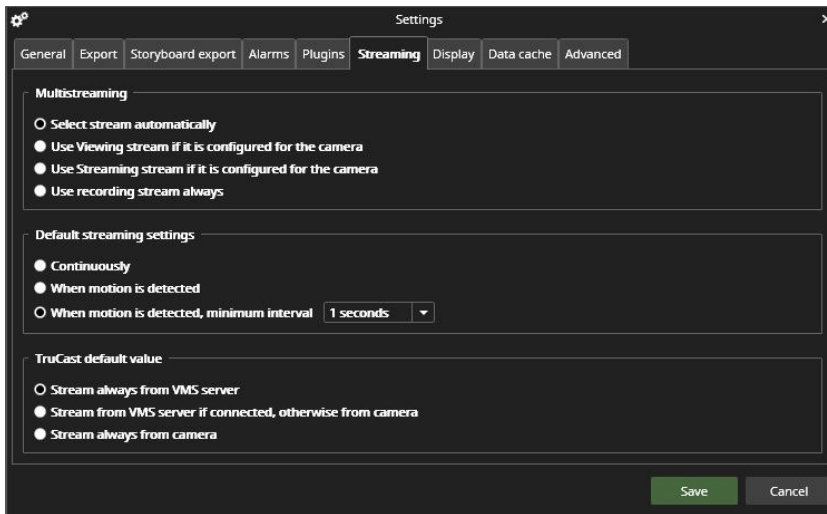 Settings
General Export Storyboard export Alarms Plugins Streaming Display Data cache Advanced
Multistreaming
Select stream automatically
Use Viewing stream if it is configured for the camera
Use Streaming stream if it is configured for the camera
Use recording stream always
Default streaming settings
Continuously
When motion is detected
When motion is detected, minimum interval 1 seconds
TruCast default value
Stream always from VMS server
Stream from VMS server if connected, otherwise from camera
Stream always from camera
Save Cancel